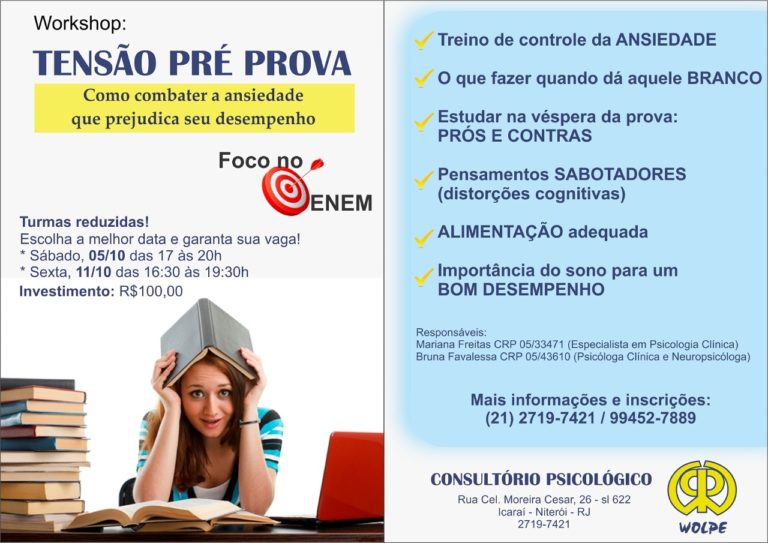 Workshop:
TENSÃO PRÉ PROVA
Como combater a ansiedade
que prejudica seu desempenho
Foco no
ENEM
Turmas reduzidas!
Escolha a melhor data e garanta sua vaga!
* Sábado, 05/10 das 17 às 20h
* Sexta, 11/10 das 16:30 às 19:30h
Investimento: R$100,00
Treino de controle da ANSIEDADE
O que fazer quando dá aquele BRANCO
Estudar na véspera da prova:
PRÓS E CONTRAS
Pensamentos SABOTADORES
(distorções cognitivas)
ALIMENTAÇÃO adequada
Importância do sono para um
BOM DESEMPENHO
Responsáveis:
Mariana Freitas CRP 05/33471 (Especialista em Psicologia Clínica)
Bruna Favalessa CRP 05/43610 (Psicóloga Clínica e Neuropsicóloga)
Mais informações e inscrições:
(21) 2719-7421 / 99452-7889
CONSULTÓRIO PSICOLÓGICO
Rua Cel. Moreira Cesar, 26 - sl 622
Icaraí - Niterói - RJ
2719-7421
WOLPE